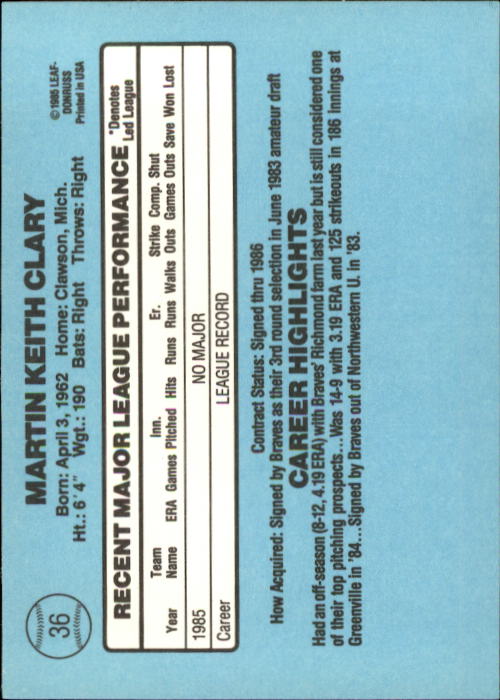 36
MARTIN KEITH CLARY
Born: April 3, 1962 Home: Clawson, Mich.
Ht.: 6'4" Wgt.: 190 Bats: Right Throws: Right
©1985 LEAF-
DONRUSS
Printed in USA
RECENT MAJOR LEAGUE PERFORMANCE
*Denotes
Led League
Team Inn. Er. Strike Comp. Shut
Year Name ERA Games Pitched Hits Runs Runs Walks Outs Games Outs Save Won Lost
1985 NO MAJOR
Career LEAGUE RECORD
Contract Status: Signed thru 1986
How Acquired: Signed by Braves as their 3rd round selection in June 1983 amateur draft
CAREER HIGHLIGHTS
Had an off-season (8-12, 4.19 ERA) with Braves' Richmond farm last year but is still considered one
of their top pitching prospects...Was 14-9 with 3.19 ERA and 125 strikeouts in 186 innings at
Greenville in '84...Signed by Braves out of Northwestern U. in '83.